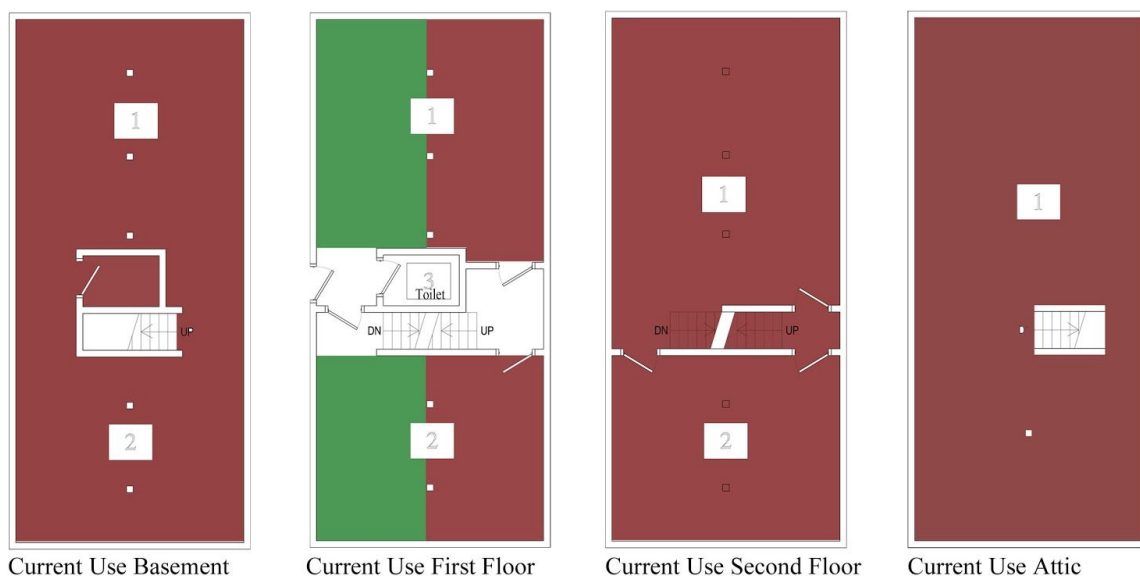 1
UP
2
Current Use Basement
1
3
Toilet
DN UP
2
Current Use First Floor
1
DN UP
2
Current Use Second Floor
1
Current Use Attic